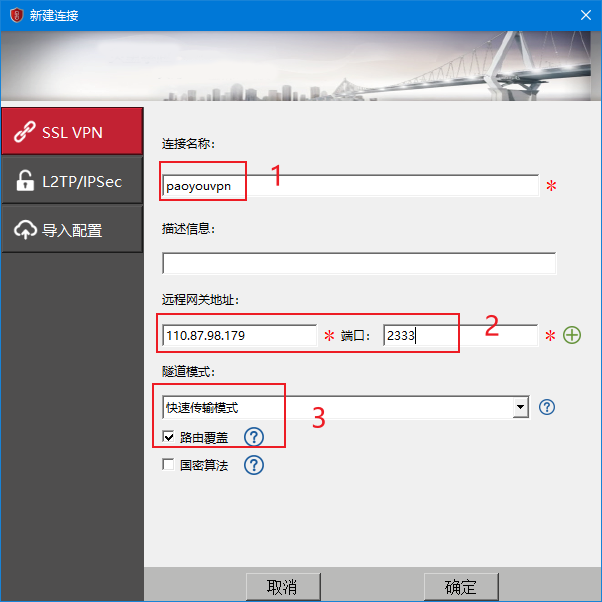 新建连接
SSL VPN
L2TP/IPSec
导入配置
连接名称:
paoyouvpn
1
描述信息:
远程网关地址:
110.87.98.179 * 端口: 2333 *
2
隧道模式:
快速传输模式
路由覆盖
3
国密算法
取消 确定